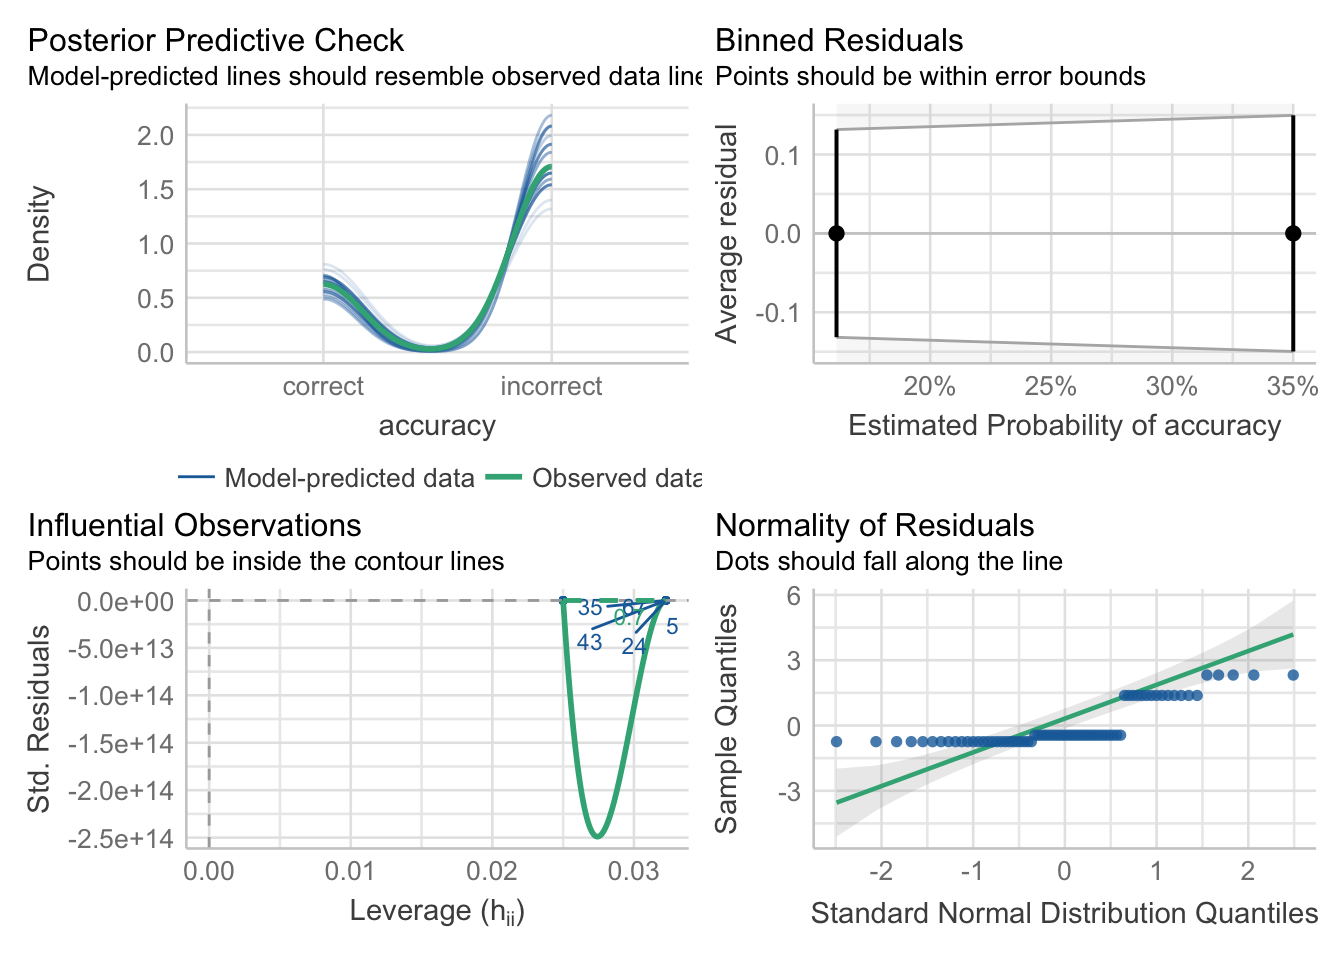 Posterior Predictive Check
Model-predicted lines should resemble observed data line
2.0
1.5
1.0
0.5
0.0
Density
correct
incorrect
accuracy
Model-predicted data
Observed data
Binned Residuals
Points should be within error bounds
0.1
0.0
-0.1
Average residual
20%
25%
30%
35%
Estimated Probability of accuracy
Influential Observations
Points should be inside the contour lines
0.0e+00
-5.0e+13
-1.0e+14
-1.5e+14
-2.0e+14
-2.5e+14
Std. Residuals
35
67
0.7
5
43
24
0.00
0.01
0.02
0.03
Leverage (hii)
Normality of Residuals
Dots should fall along the line
6
3
0
-3
Sample Quantiles
-2
-1
0
1
2
Standard Normal Distribution Quantiles